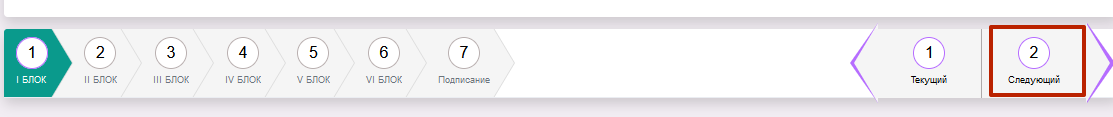 1 2 3 4 5 6 7 1 2
I БЛОК II БЛОК III БЛОК IV БЛОК V БЛОК VI БЛОК Подписание Текущий Следующий